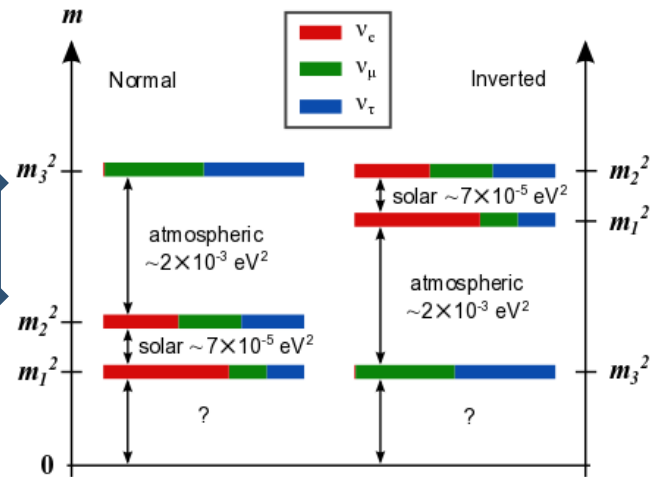 m
Normal
Inverted
νe
νμ
ντ
m₃²
m₂²
solar ~7×10⁻⁵ eV²
m₁²
atmospheric
~2×10⁻³ eV²
atmospheric
~2×10⁻³ eV²
m₂²
solar ~7×10⁻⁵ eV²
m₁²
m₃²
?
?
0